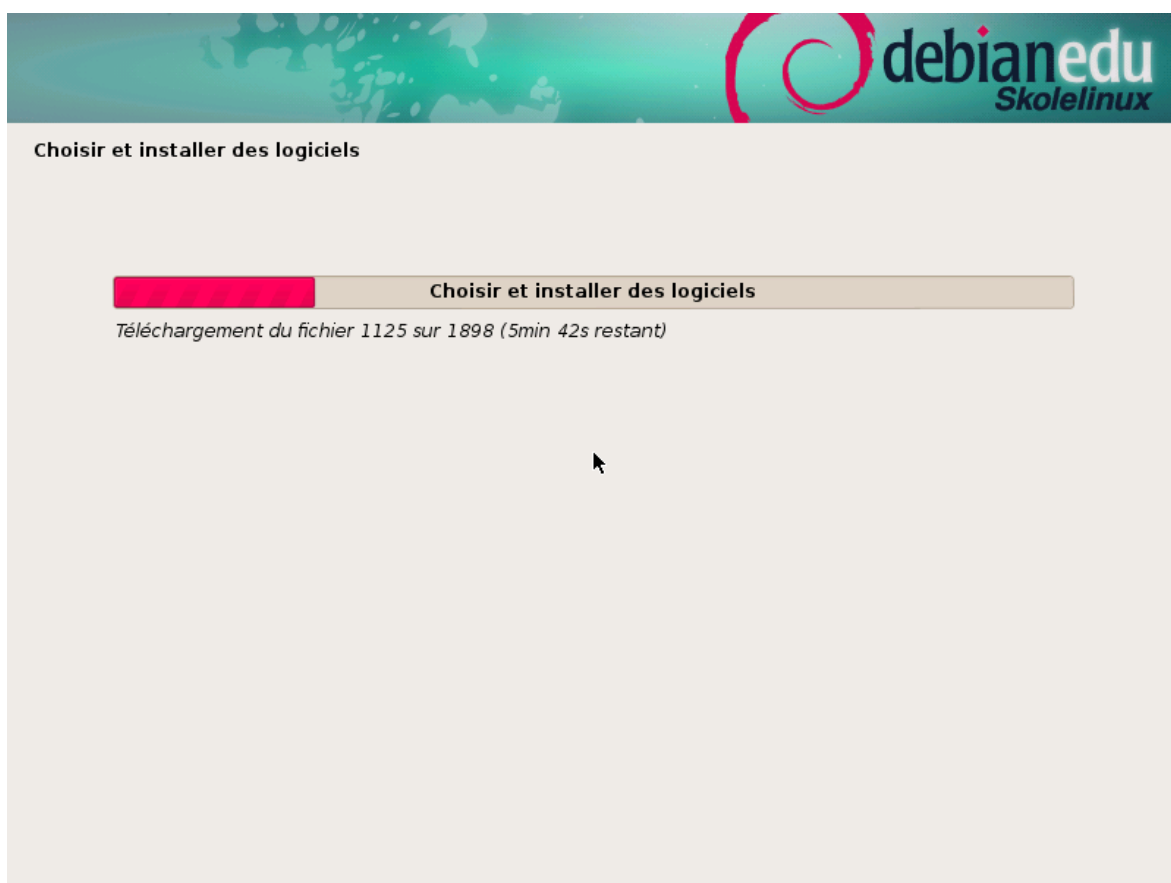 debianedu
Skolelinux
Choisir et installer des logiciels
Choisir et installer des logiciels
Téléchargement du fichier 1125 sur 1898 (5min 42s restant)